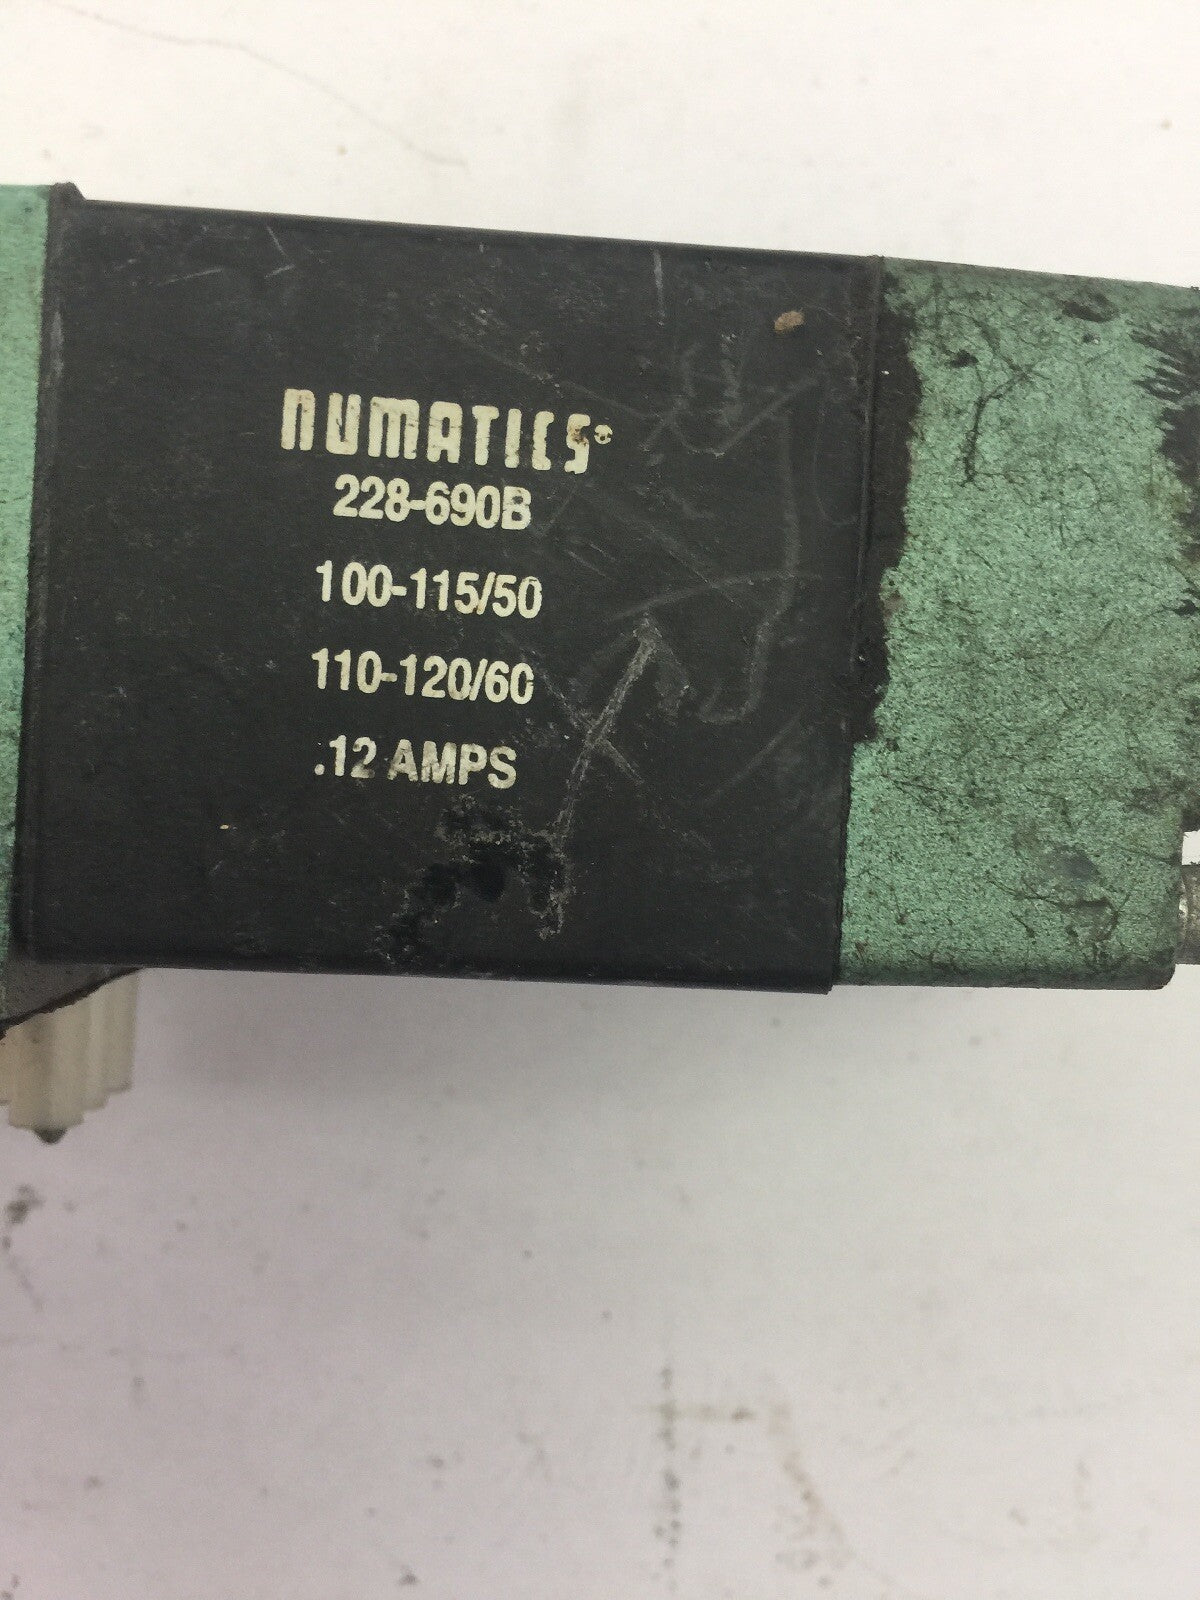 NUMATICS®
228-690B
100-115/50
110-120/60
.12 AMPS